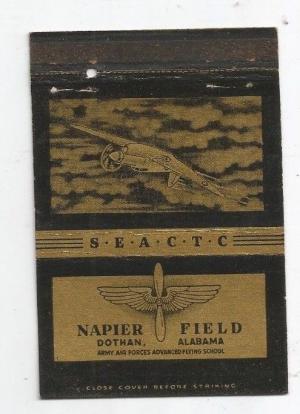 S·E·A·C·T·C
NAPIER FIELD
DOTHAN, ALABAMA
ARMY AIR FORCES ADVANCED FLYING SCHOOL
CLOSE COVER BEFORE STRIKING